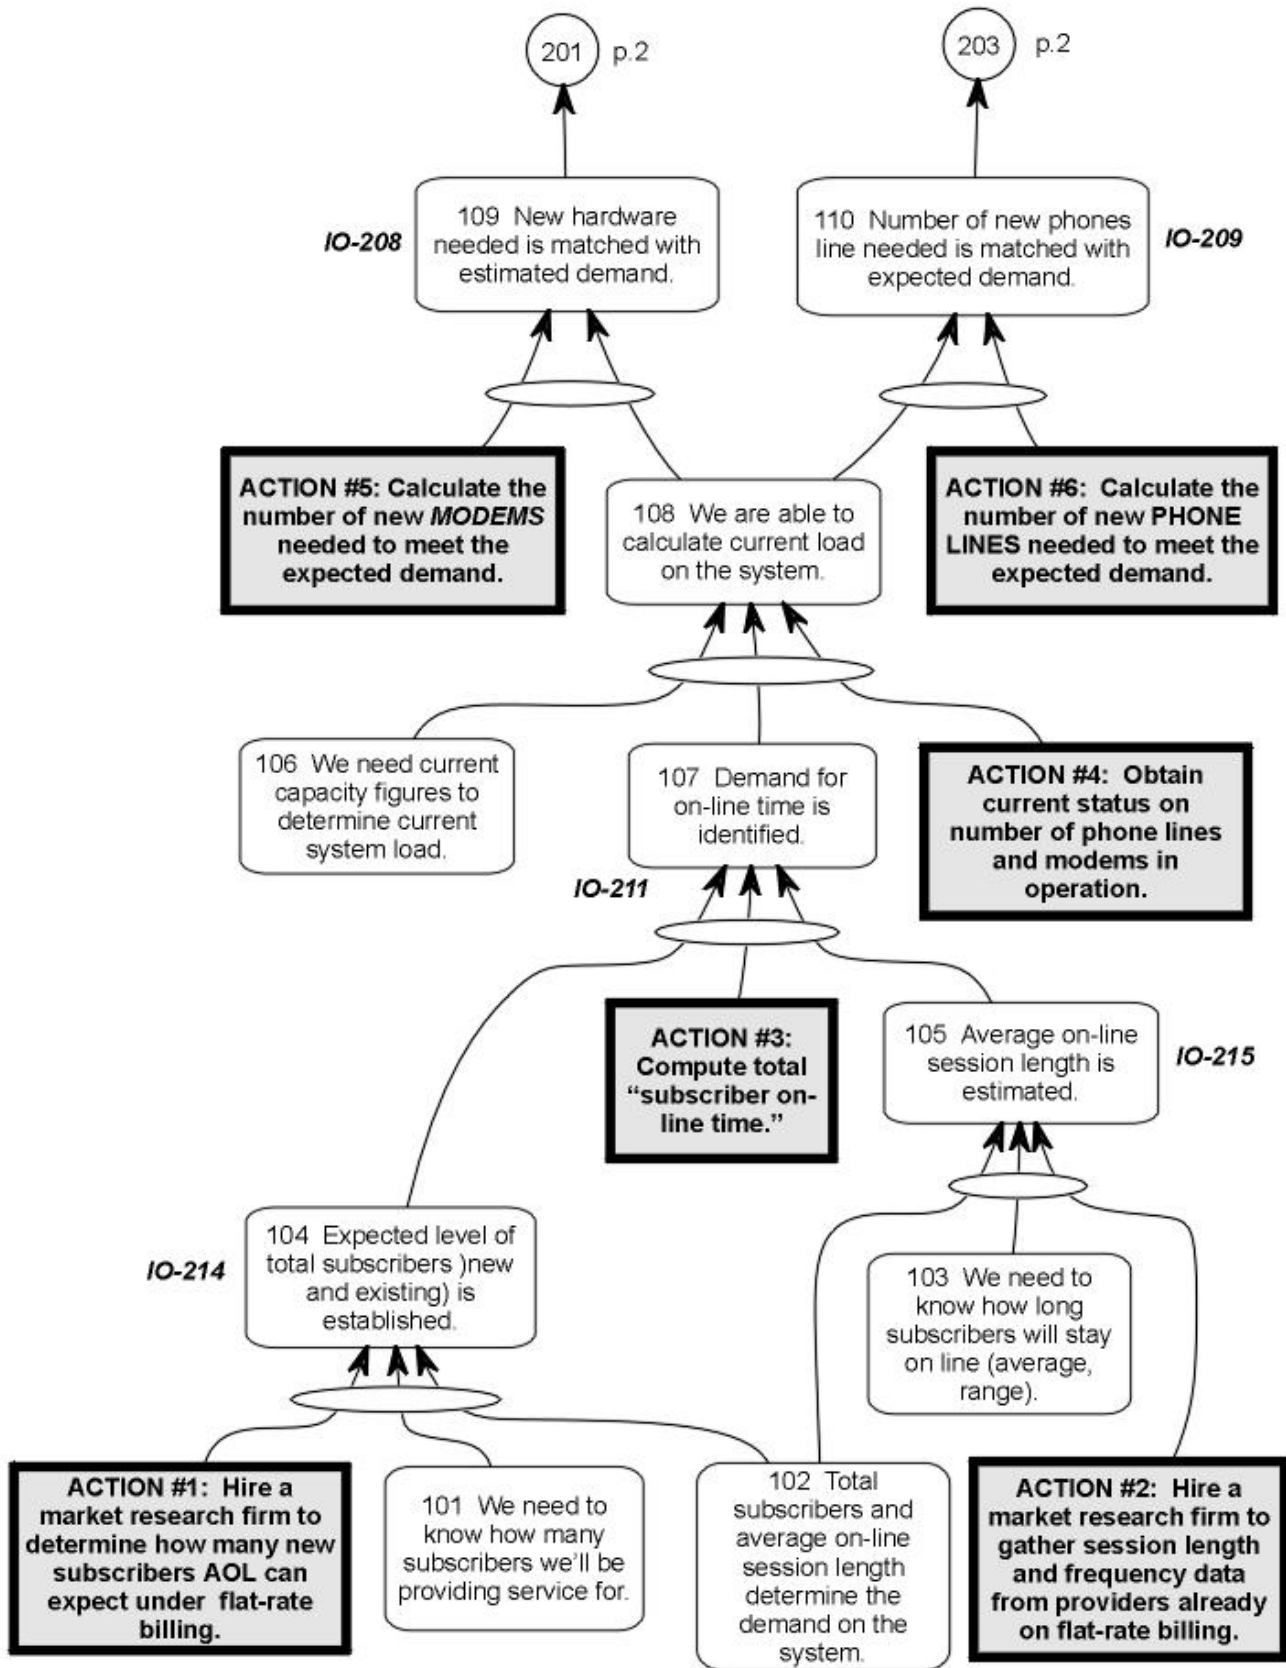 201 p.2
203 p.2
109 New hardware
needed is matched with
estimated demand.
IO-208
110 Number of new phones
line needed is matched with
expected demand.
IO-209
ACTION #5: Calculate the
number of new MODEMS
needed to meet the
expected demand.
108 We are able to
calculate current load
on the system.
ACTION #6: Calculate the
number of new PHONE
LINES needed to meet the
expected demand.
106 We need current
capacity figures to
determine current
system load.
107 Demand for
on-line time is
identified.
IO-211
ACTION #4: Obtain
current status on
number of phone lines
and modems in
operation.
ACTION #3:
Compute total
“subscriber on-
line time.”
105 Average on-line
session length is
estimated.
IO-215
104 Expected level of
total subscribers )new
and existing) is
established.
IO-214
103 We need to
know how long
subscribers will stay
on line (average,
range).
ACTION #1: Hire a
market research firm to
determine how many new
subscribers AOL can
expect under flat-rate
billing.
101 We need to
know how many
subscribers we’ll be
providing service for.
102 Total
subscribers and
average on-line
session length
determine the
demand on the
system.
ACTION #2: Hire a
market research firm to
gather session length
and frequency data
from providers already
on flat-rate billing.